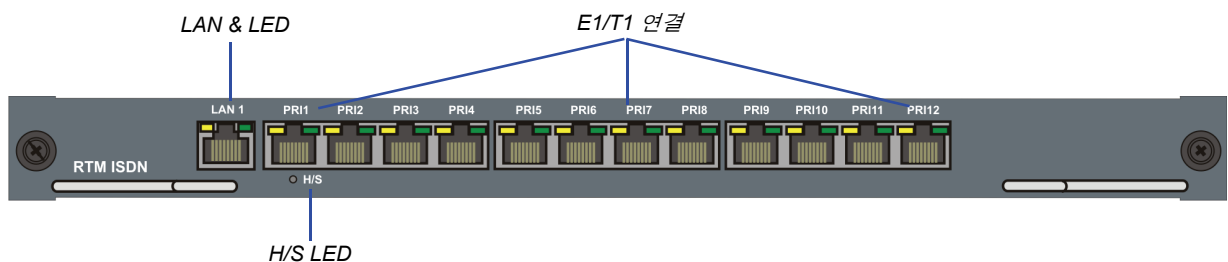 LAN & LED
E1/T1 연결
LAN 1
PRI1
PRI2
PRI3
PRI4
PRI5
PRI6
PRI7
PRI8
PRI9
PRI10
PRI11
PRI12
RTM ISDN
H/S
H/S LED